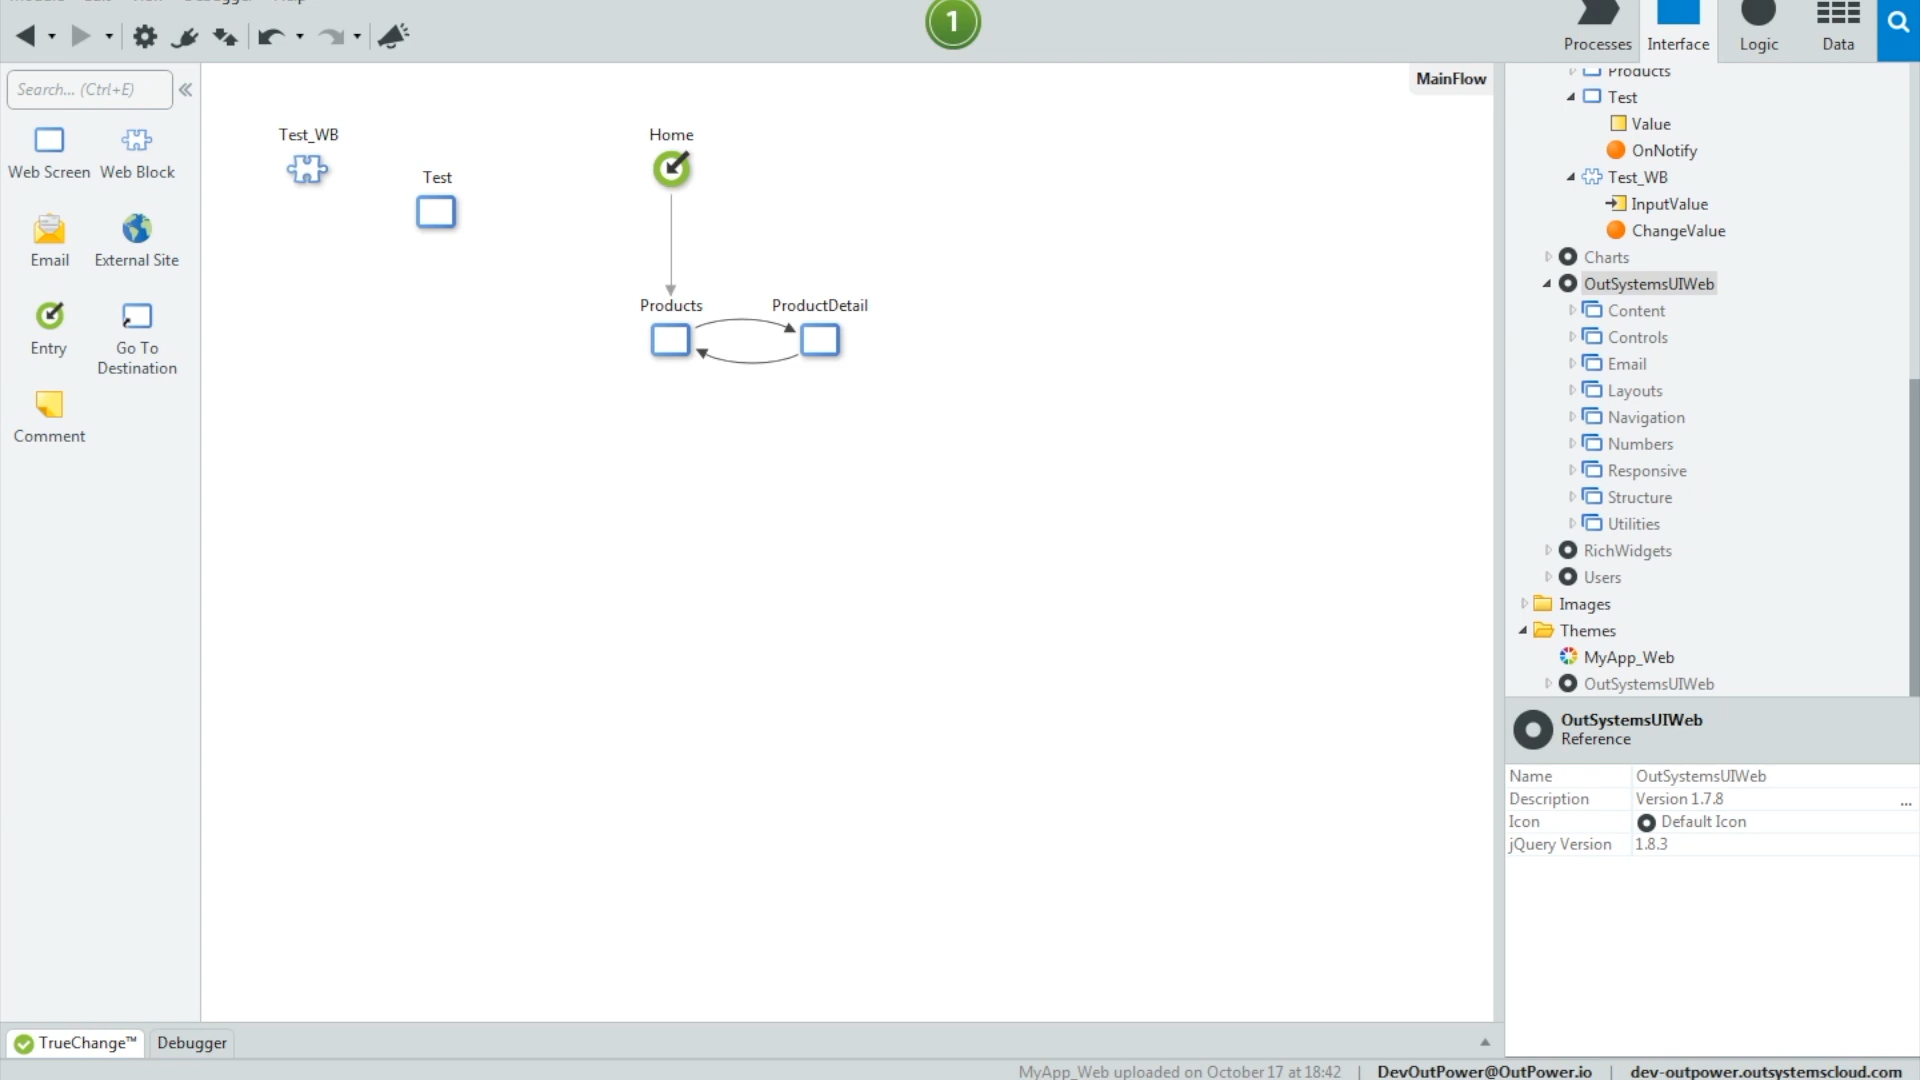 1
Processes
Interface
Logic
Data
Search... (Ctrl+E)
Web Screen
Web Block
Email
External Site
Entry
Go To
Destination
Comment
MainFlow
Test_WB
Test
Home
Products
ProductDetail
Products
Test
Value
OnNotify
Test_WB
InputValue
ChangeValue
Charts
OutSystemsUIWeb
Content
Controls
Email
Layouts
Navigation
Numbers
Responsive
Structure
Utilities
RichWidgets
Users
Images
Themes
MyApp_Web
OutSystemsUIWeb
OutSystemsUIWeb
Reference
Name OutSystemsUIWeb
Description Version 1.7.8 ...
Icon Default Icon
jQuery Version 1.8.3
TrueChange™ Debugger
MyApp_Web uploaded on October 17 at 18:42 | DevOutPower@OutPower.io | dev-outpower.outsystemscloud.com